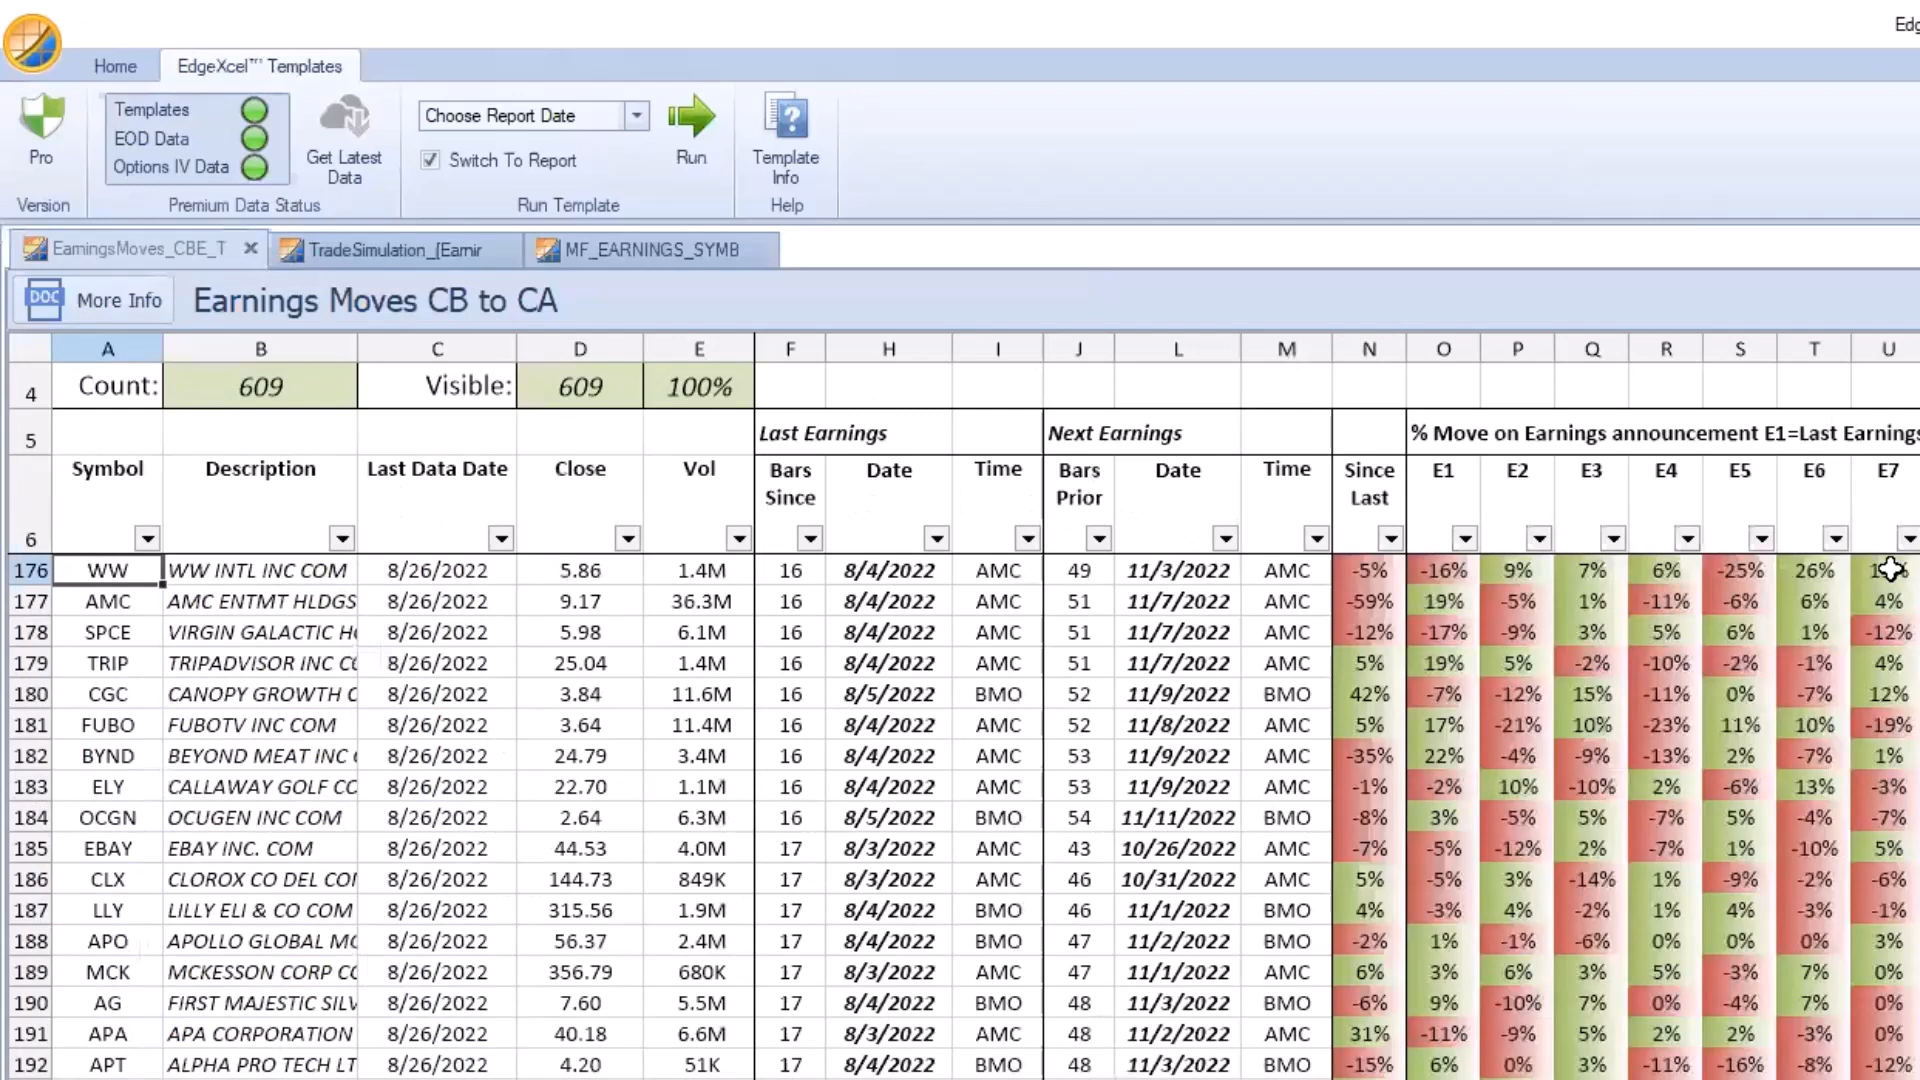 Edg
Home EdgeXcel™ Templates
Templates
EOD Data
Options IV Data
Pro
Get Latest Data
Choose Report Date
Switch To Report
Run
Template Info
Version Premium Data Status Run Template Help
EarningsMoves_CBE_T TradeSimulation_{Earnir MF_EARNINGS_SYMB
DOC More Info Earnings Moves CB to CA
A B C D E F H I J L M N O P Q R S T U
4 Count: 609 Visible: 609 100%
5 Last Earnings Next Earnings % Move on Earnings announcement E1=Last Earnings
6 Symbol Description Last Data Date Close Vol Bars Since Date Time Bars Prior Date Time Since Last E1 E2 E3 E4 E5 E6 E7
176 WW WW INTL INC COM 8/26/2022 5.86 1.4M 16 8/4/2022 AMC 49 11/3/2022 AMC -5% -16% 9% 7% 6% -25% 26%
177 AMC AMC ENTMT HLDGS 8/26/2022 9.17 36.3M 16 8/4/2022 AMC 51 11/7/2022 AMC -59% 19% -5% 1% -11% -6% 6% 4%
178 SPCE VIRGIN GALACTIC H 8/26/2022 5.98 6.1M 16 8/4/2022 AMC 51 11/7/2022 AMC -12% -17% -9% 3% 5% 6% 1% -12%
179 TRIP TRIPADVISOR INC C 8/26/2022 25.04 1.4M 16 8/4/2022 AMC 51 11/7/2022 AMC 5% 19% 5% -2% -10% -2% -1% 4%
180 CGC CANOPY GROWTH C 8/26/2022 3.84 11.6M 16 8/5/2022 BMO 52 11/9/2022 BMO 42% -7% -12% 15% -11% 0% -7% 12%
181 FUBO FUBOTV INC COM 8/26/2022 3.64 11.4M 16 8/4/2022 AMC 52 11/8/2022 AMC 5% 17% -21% 10% -23% 11% 10% -19%
182 BYND BEYOND MEAT INC 8/26/2022 24.79 3.4M 16 8/4/2022 AMC 53 11/9/2022 AMC -35% 22% -4% -9% -13% 2% -7% 1%
183 ELY CALLAWAY GOLF CO 8/26/2022 22.70 1.1M 16 8/4/2022 AMC 53 11/9/2022 AMC -1% -2% 10% -10% 2% -6% 13% -3%
184 OCGN OCUGEN INC COM 8/26/2022 2.64 6.3M 16 8/5/2022 BMO 54 11/11/2022 BMO -8% 3% -5% 5% -7% 5% -4% -7%
185 EBAY EBAY INC. COM 8/26/2022 44.53 4.0M 17 8/3/2022 AMC 43 10/26/2022 AMC -7% -5% -12% 2% -7% 1% -10% 5%
186 CLX CLOROX CO DEL CO 8/26/2022 144.73 849K 17 8/3/2022 AMC 46 10/31/2022 AMC 5% -5% 3% -14% 1% -9% -2% -6%
187 LLY LILLY ELI & CO COM 8/26/2022 315.56 1.9M 17 8/4/2022 BMO 46 11/1/2022 BMO 4% -3% 4% -2% 1% 4% -3% -1%
188 APO APOLLO GLOBAL M 8/26/2022 56.37 2.4M 17 8/4/2022 BMO 47 11/2/2022 BMO -2% 1% -1% -6% 0% 0% 0% 3%
189 MCK MCKESSON CORP CO 8/26/2022 356.79 680K 17 8/3/2022 AMC 47 11/1/2022 AMC 6% 3% 6% 3% 5% -3% 7% 0%
190 AG FIRST MAJESTIC SILV 8/26/2022 7.60 5.5M 17 8/4/2022 BMO 48 11/3/2022 BMO -6% 9% -10% 7% 0% -4% 7% 0%
191 APA APA CORPORATION 8/26/2022 40.18 6.6M 17 8/3/2022 AMC 48 11/2/2022 AMC 31% -11% -9% 5% 2% 2% -3% 0%
192 APT ALPHA PRO TECH LT 8/26/2022 4.20 51K 17 8/4/2022 BMO 48 11/3/2022 BMO -15% 6% 0% 3% -11% -16% -8% -12%